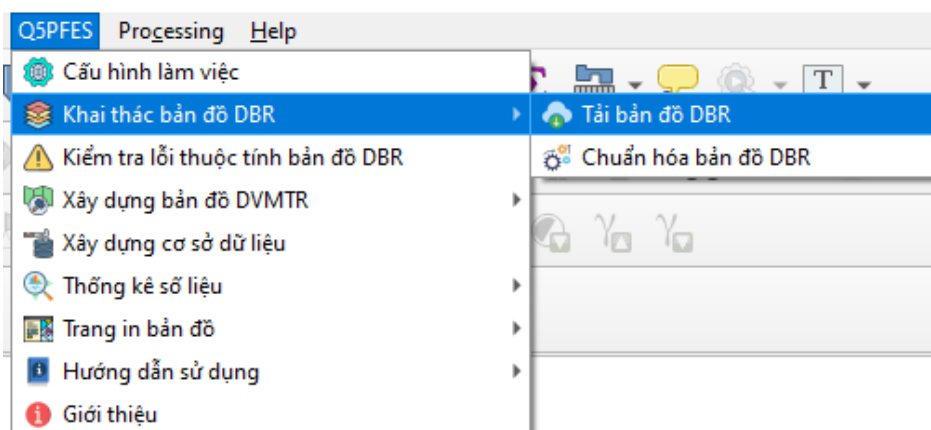 Q5PFES Processing Help
Cấu hình làm việc
T
Khai thác bản đồ DBR
Tải bản đồ DBR
Kiểm tra lỗi thuộc tính bản đồ DBR
Chuẩn hóa bản đồ DBR
Xây dựng bản đồ DVMTR
Xây dựng cơ sở dữ liệu
Thống kê số liệu
Trang in bản đồ
Hướng dẫn sử dụng
Giới thiệu